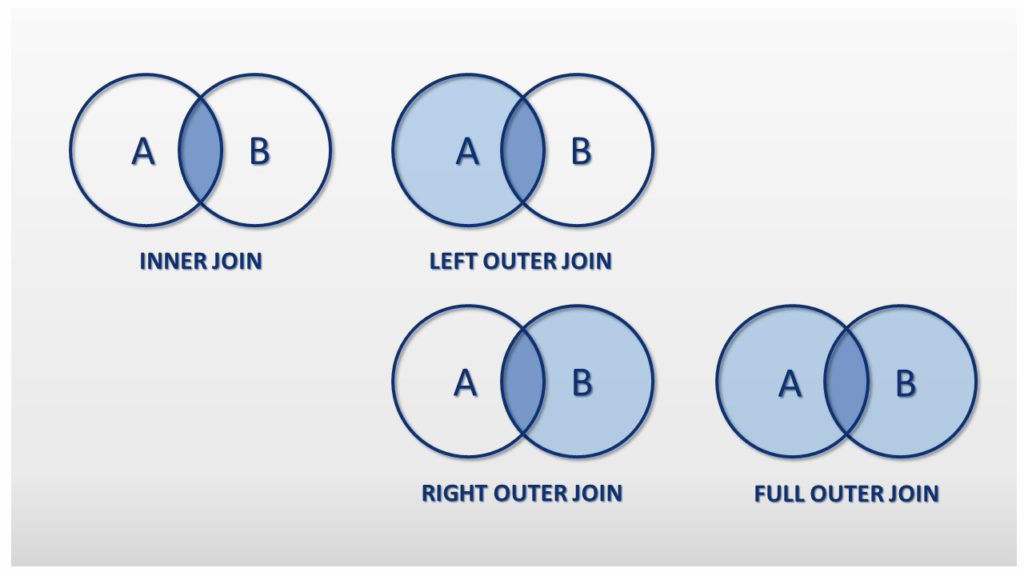 A B
INNER JOIN
A B
LEFT OUTER JOIN
A B
RIGHT OUTER JOIN
A B
FULL OUTER JOIN